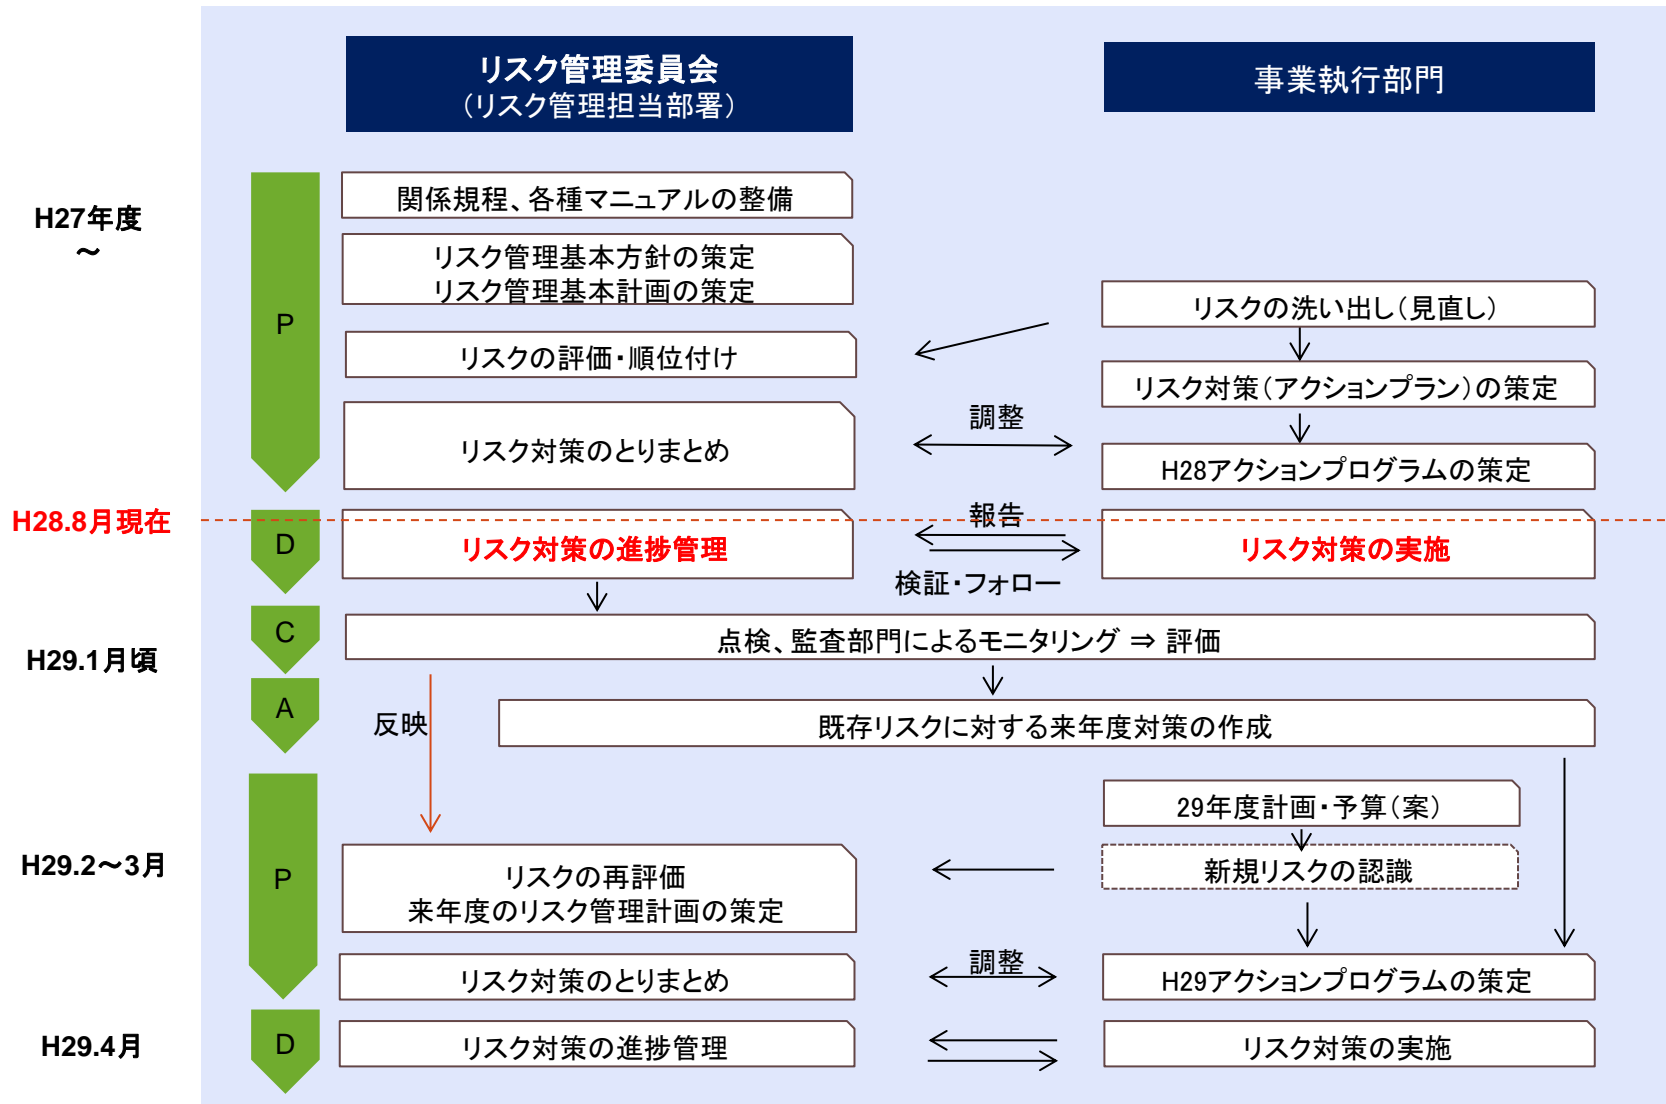 リスク管理委員会
（リスク管理担当部署）
事業執行部門
H27年度
～
P
関係規程、各種マニュアルの整備
リスク管理基本方針の策定
リスク管理基本計画の策定
リスクの洗い出し（見直し）
リスクの評価・順位付け
リスク対策（アクションプラン）の策定
調整
リスク対策のとりまとめ
H28アクションプログラムの策定
H28.8月現在
D
リスク対策の進捗管理
報告
検証・フォロー
リスク対策の実施
C
点検、監査部門によるモニタリング ⇒ 評価
H29.1月頃
A
反映
既存リスクに対する来年度対策の作成
29年度計画・予算（案）
H29.2～3月
P
リスクの再評価
来年度のリスク管理計画の策定
新規リスクの認識
リスク対策のとりまとめ
調整
H29アクションプログラムの策定
H29.4月
D
リスク対策の進捗管理
リスク対策の実施